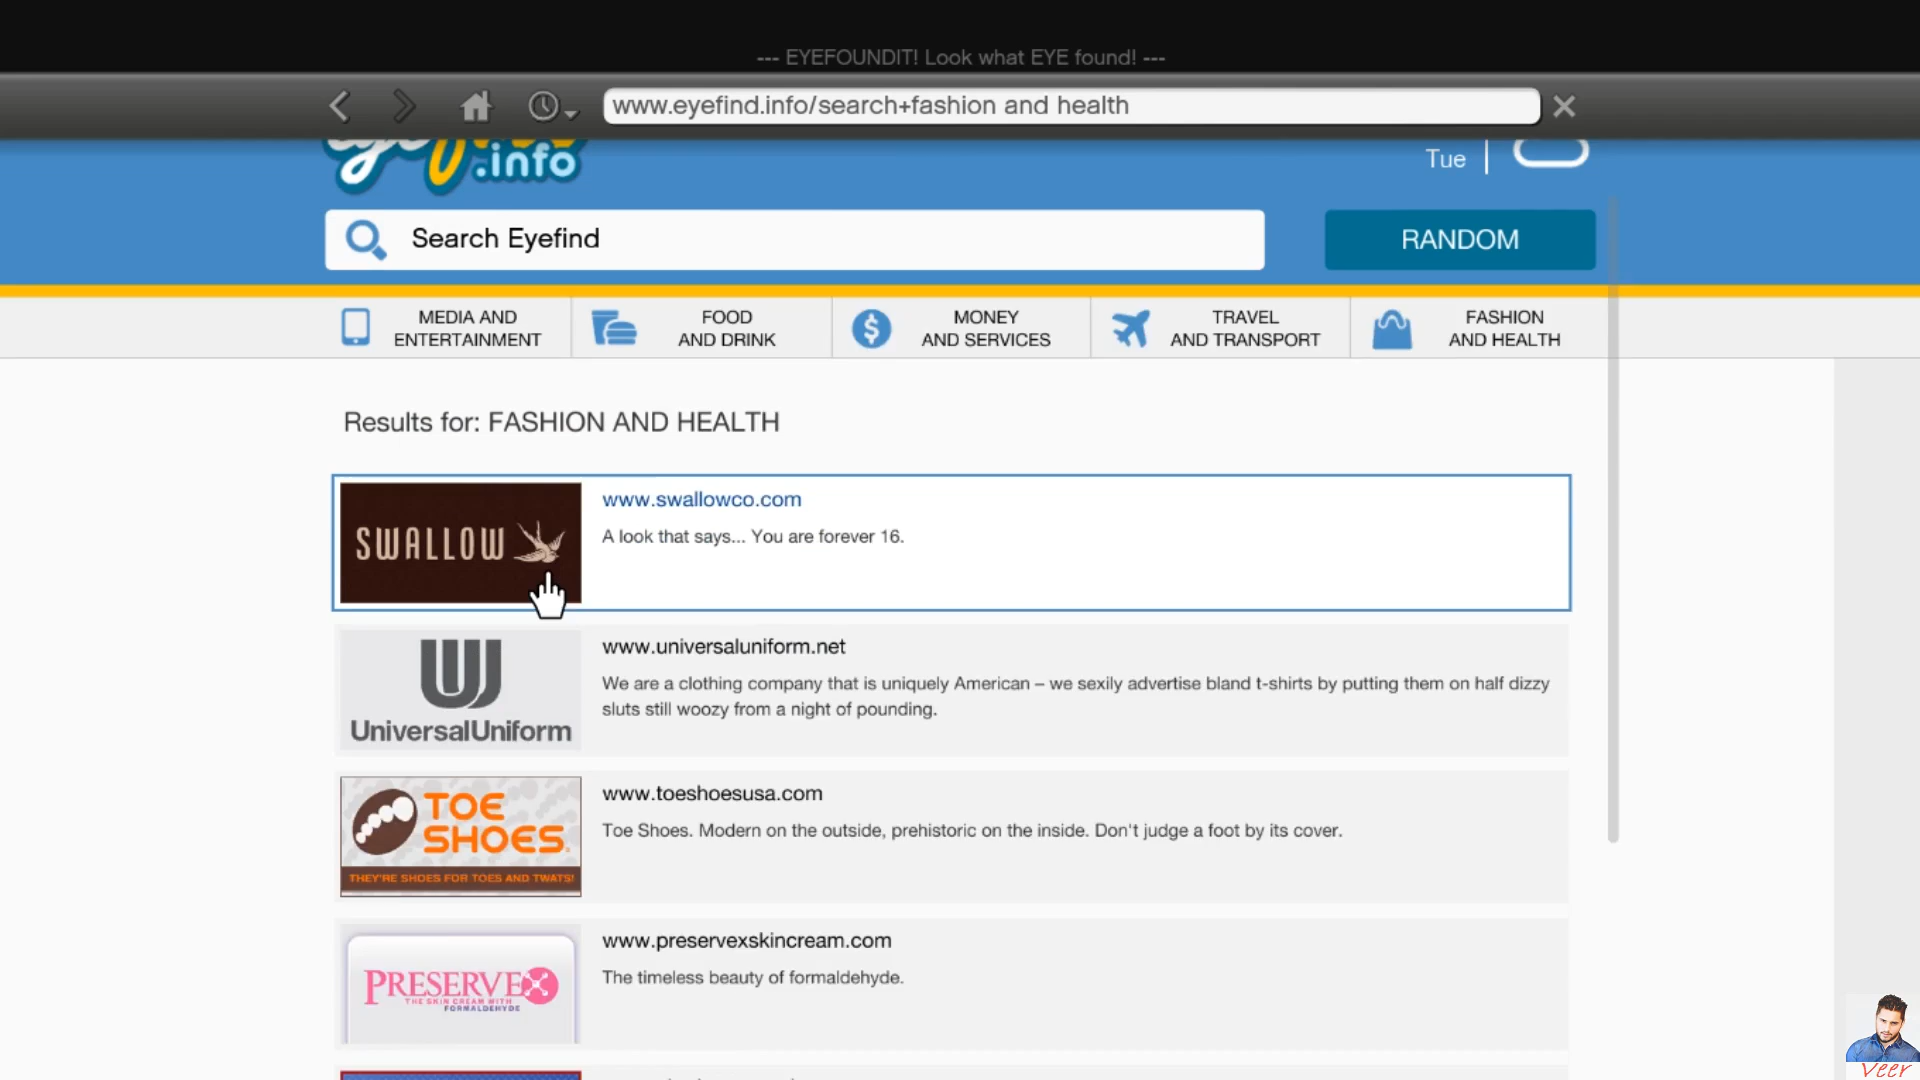 --- EYEFOUNDIT! Look what EYE found! ---
www.eyefind.info/search+fashion and health
.info
Tue
Search Eyefind
RANDOM
MEDIA AND
ENTERTAINMENT
FOOD
AND DRINK
MONEY
AND SERVICES
TRAVEL
AND TRANSPORT
FASHION
AND HEALTH
Results for: FASHION AND HEALTH
SWALLOW
www.swallowco.com
A look that says... You are forever 16.
UniversalUniform
www.universaluniform.net
We are a clothing company that is uniquely American – we sexily advertise bland t-shirts by putting them on half dizzy
sluts still woozy from a night of pounding.
TOE
SHOES.
THEY'RE SHOES FOR TOES AND TWATS!
www.toeshoesusa.com
Toe Shoes. Modern on the outside, prehistoric on the inside. Don't judge a foot by its cover.
PRESERVEX
THE SKIN CREAM WITH
FORMALDEHYDE
www.preservexskincream.com
The timeless beauty of formaldehyde.
Veer